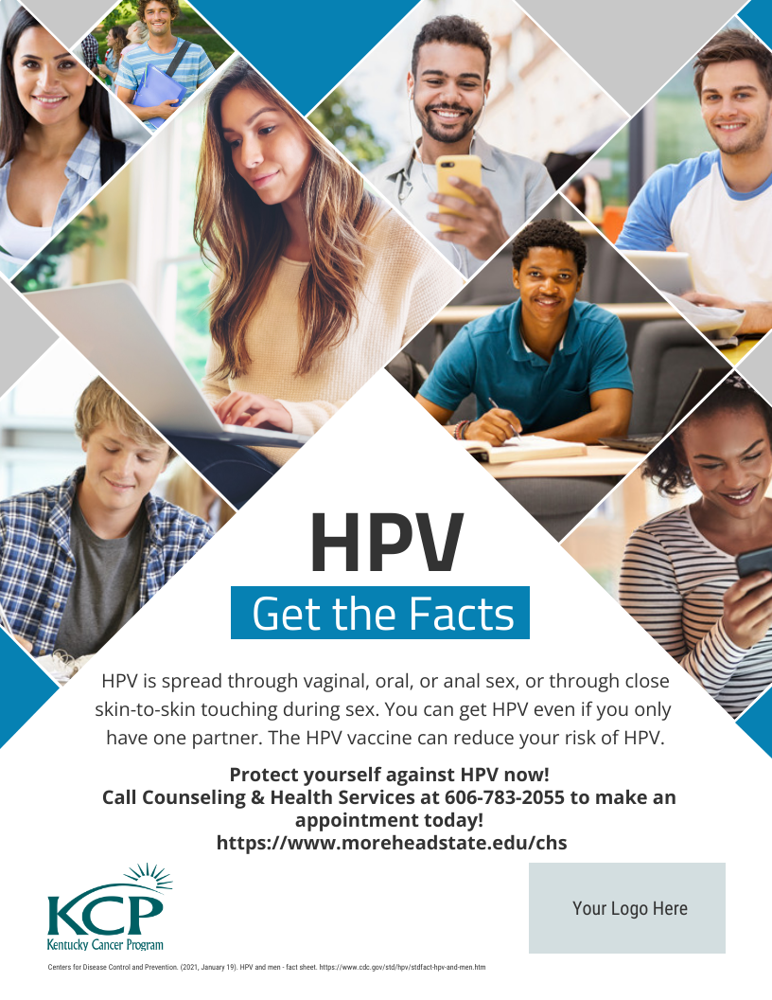 HPV
Get the Facts
HPV is spread through vaginal, oral, or anal sex, or through close
skin-to-skin touching during sex. You can get HPV even if you only
have one partner. The HPV vaccine can reduce your risk of HPV.
Protect yourself against HPV now!
Call Counseling & Health Services at 606-783-2055 to make an
appointment today!
https://www.moreheadstate.edu/chs
KCP
Kentucky Cancer Program
Your Logo Here
Centers for Disease Control and Prevention. (2021, January 19). HPV and men - fact sheet. https://www.cdc.gov/std/hpv/stdfact-hpv-and-men.htm